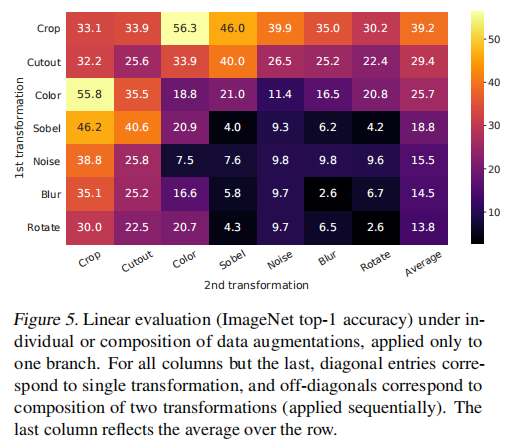 Crop 33.1 33.9 56.3 46.0 39.9 35.0 30.2 39.2
Cutout 32.2 25.6 33.9 40.0 26.5 25.2 22.4 29.4
Color 55.8 35.5 18.8 21.0 11.4 16.5 20.8 25.7
Sobel 46.2 40.6 20.9 4.0 9.3 6.2 4.2 18.8
Noise 38.8 25.8 7.5 7.6 9.8 9.8 9.6 15.5
Blur 35.1 25.2 16.6 5.8 9.7 2.6 6.7 14.5
Rotate 30.0 22.5 20.7 4.3 9.7 6.5 2.6 13.8
1st transformation
Crop Cutout Color Sobel Noise Blur Rotate Average
2nd transformation
50
40
30
20
10
Figure 5. Linear evaluation (ImageNet top-1 accuracy) under in-
dividual or composition of data augmentations, applied only to
one branch. For all columns but the last, diagonal entries corre-
spond to single transformation, and off-diagonals correspond to
composition of two transformations (applied sequentially). The
last column reflects the average over the row.